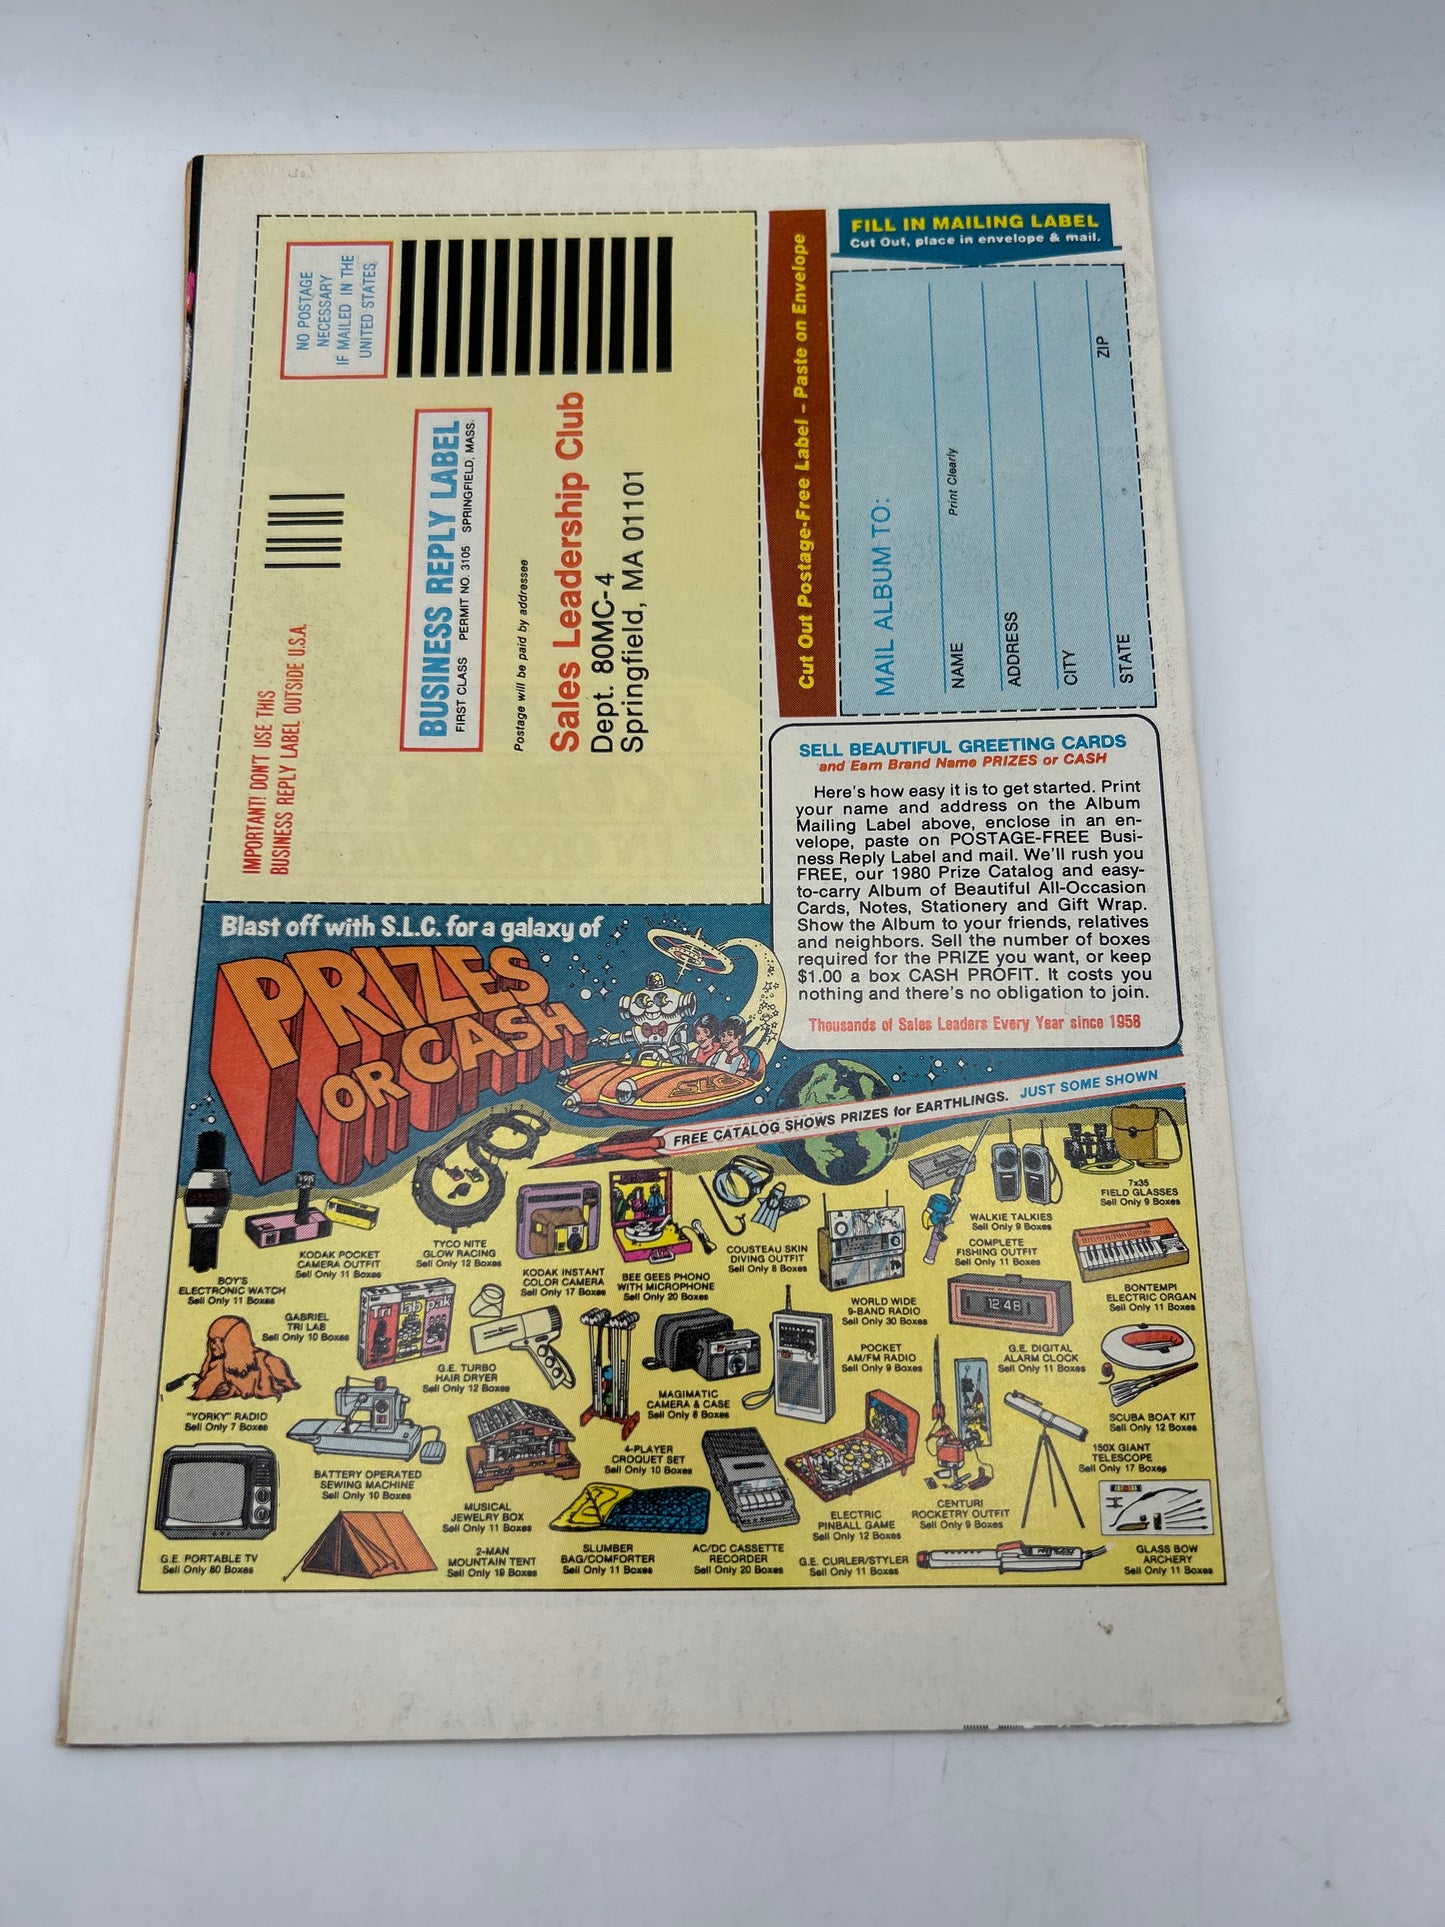 NO POSTAGE
NECESSARY
IF MAILED IN THE
UNITED STATES
BUSINESS REPLY LABEL
FIRST CLASS PERMIT NO. 3105 SPRINGFIELD, MASS.
Postage will be paid by addressee
Sales Leadership Club
Dept. 80MC-4
Springfield, MA 01101
IMPORTANT! DON'T USE THIS
BUSINESS REPLY LABEL OUTSIDE U.S.A.
Cut Out Postage-Free Label – Paste on Envelope
FILL IN MAILING LABEL
Cut Out, place in envelope & mail.
MAIL ALBUM TO:
NAME
Print Clearly
ADDRESS
CITY
STATE ZIP
SELL BEAUTIFUL GREETING CARDS
and Earn Brand Name PRIZES or CASH
Here's how easy it is to get started. Print
your name and address on the Album
Mailing Label above, enclose in an en-
velope, paste on POSTAGE-FREE Busi-
ness Reply Label and mail. We'll rush you
FREE, our 1980 Prize Catalog and easy-
to-carry Album of Beautiful All-Occasion
Cards, Notes, Stationery and Gift Wrap.
Show the Album to your friends, relatives
and neighbors. Sell the number of boxes
required for the PRIZE you want, or keep
$1.00 a box CASH PROFIT. It costs you
nothing and there's no obligation to join.
Thousands of Sales Leaders Every Year since 1958
Blast off with S.L.C. for a galaxy of
PRIZES
OR CASH
SLC
FREE CATALOG SHOWS PRIZES for EARTHLINGS. JUST SOME SHOWN
BOY'S
ELECTRONIC WATCH
Sell Only 11 Boxes
KODAK POCKET
CAMERA OUTFIT
Sell Only 11 Boxes
TYCO NITE
GLOW RACING
Sell Only 12 Boxes
KODAK INSTANT
COLOR CAMERA
Sell Only 17 Boxes
BEE GEES PHONO
WITH MICROPHONE
Sell Only 20 Boxes
COUSTEAU SKIN
DIVING OUTFIT
Sell Only 8 Boxes
WORLD WIDE
9-BAND RADIO
Sell Only 30 Boxes
COMPLETE
FISHING OUTFIT
Sell Only 11 Boxes
WALKIE TALKIES
Sell Only 9 Boxes
7x35
FIELD GLASSES
Sell Only 9 Boxes
BONTEMPI
ELECTRIC ORGAN
Sell Only 11 Boxes
GABRIEL
TRI LAB
Sell Only 10 Boxes
Tri lab pak
G.E. TURBO
HAIR DRYER
Sell Only 12 Boxes
MAGIMATIC
CAMERA & CASE
Sell Only 8 Boxes
POCKET
AM/FM RADIO
Sell Only 9 Boxes
12 48
G.E. DIGITAL
ALARM CLOCK
Sell Only 11 Boxes
SCUBA BOAT KIT
Sell Only 12 Boxes
"YORKY" RADIO
Sell Only 7 Boxes
BATTERY OPERATED
SEWING MACHINE
Sell Only 10 Boxes
MUSICAL
JEWELRY BOX
Sell Only 11 Boxes
4-PLAYER
CROQUET SET
Sell Only 10 Boxes
ELECTRIC
PINBALL GAME
Sell Only 12 Boxes
CENTURI
ROCKETRY OUTFIT
Sell Only 9 Boxes
150X GIANT
TELESCOPE
Sell Only 17 Boxes
G.E. PORTABLE TV
Sell Only 80 Boxes
2-MAN
MOUNTAIN TENT
Sell Only 19 Boxes
SLUMBER
BAG/COMFORTER
Sell Only 11 Boxes
AC/DC CASSETTE
RECORDER
Sell Only 20 Boxes
G.E. CURLER/STYLER
Sell Only 11 Boxes
GLASS BOW
ARCHERY
Sell Only 11 Boxes